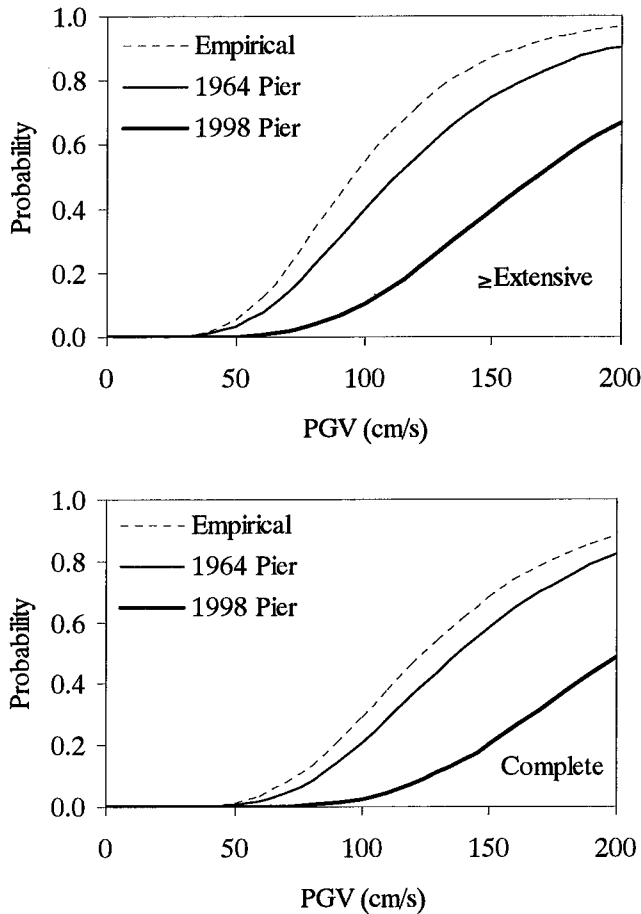 1.0
Empirical
0.8
1964 Pier
0.6
1998 Pier
Probability
0.4
0.2
≥Extensive
0.0
0 50 100 150 200
PGV (cm/s)
1.0
Empirical
0.8
1964 Pier
0.6
1998 Pier
Probability
0.4
0.2
Complete
0.0
0 50 100 150 200
PGV (cm/s)